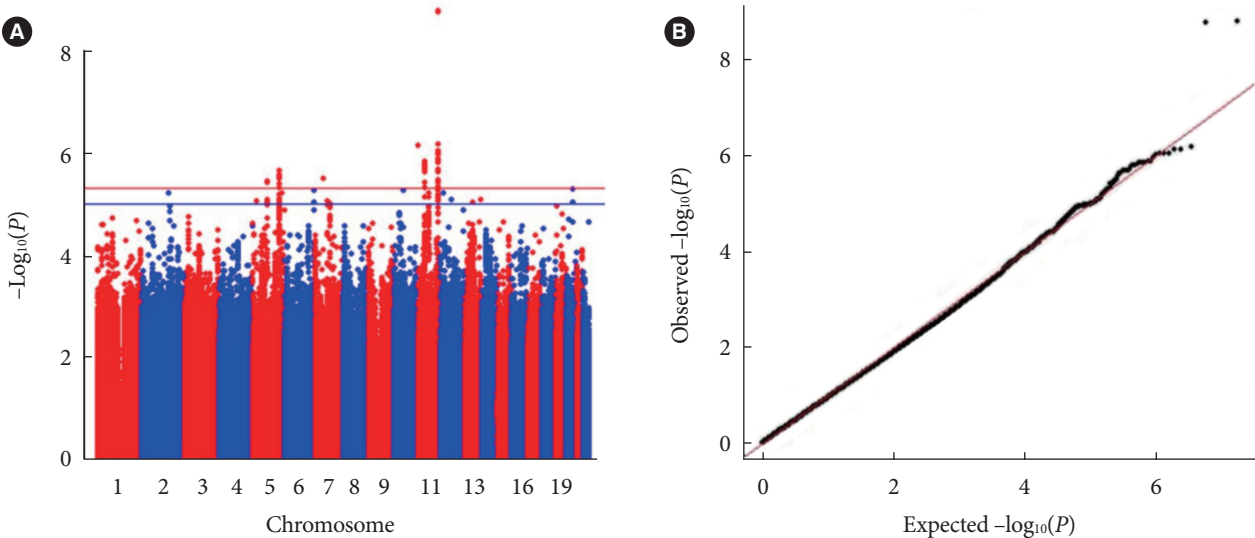 A
8
6
4
2
0
–Log10(P)
1 2 3 4 5 6 7 8 9 11 13 16 19
Chromosome
B
8
6
4
2
0
Observed –log10(P)
0 2 4 6
Expected –log10(P)